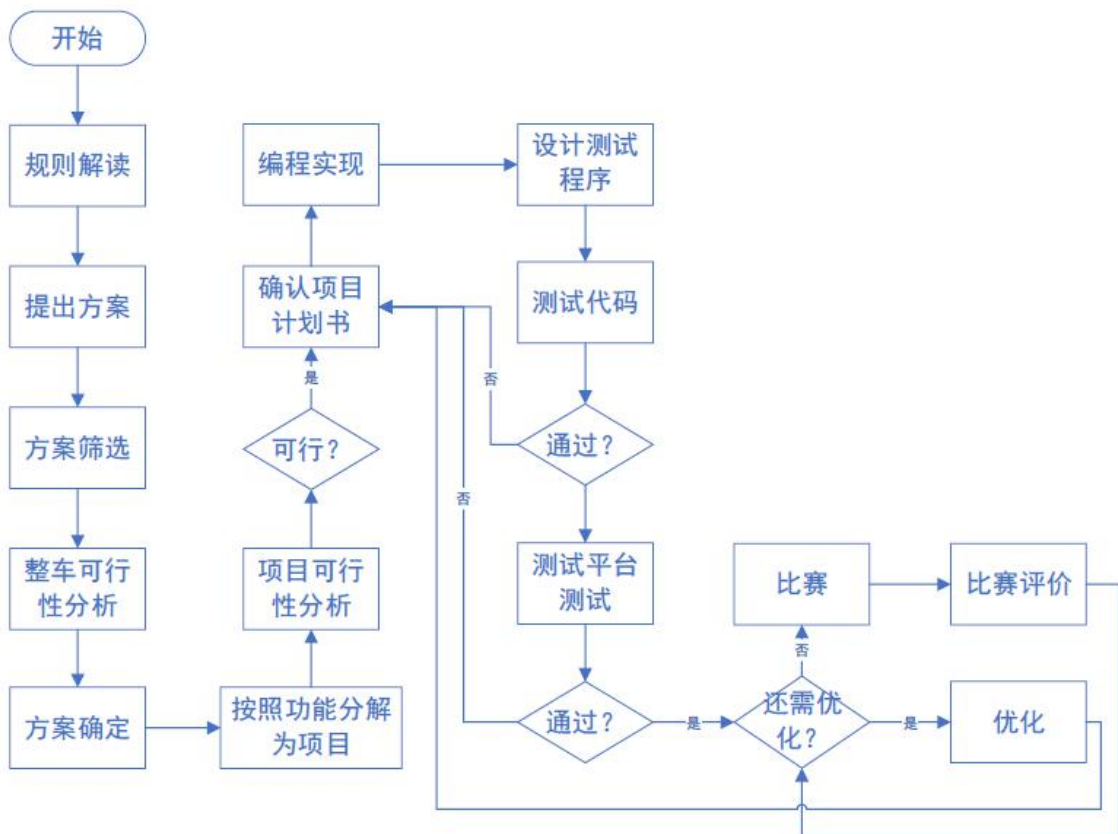 开始
规则解读
提出方案
方案筛选
整车可行
性分析
方案确定
按照功能分解
为项目
项目可行
性分析
可行？
是
确认项目
计划书
编程实现
设计测试
程序
测试代码
通过？
否
测试平台
测试
通过？
否
是
还需优
化？
否
是
比赛
比赛评价
优化